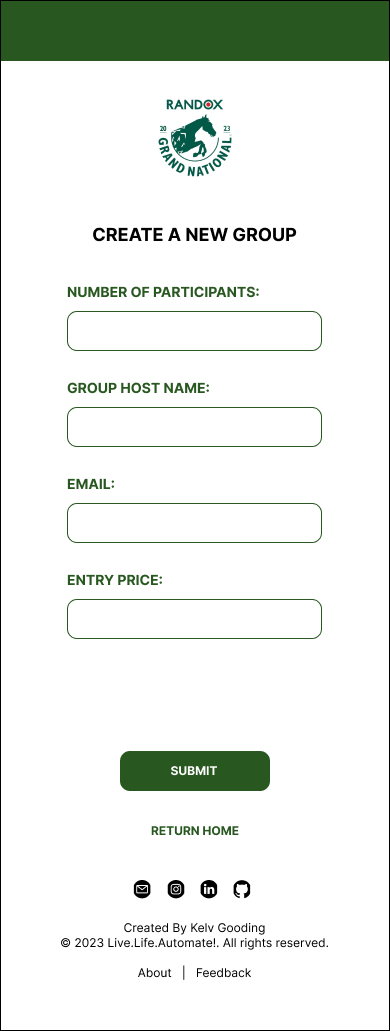 RANDOX
20 23
GRAND NATIONAL
CREATE A NEW GROUP
NUMBER OF PARTICIPANTS:
GROUP HOST NAME:
EMAIL:
ENTRY PRICE:
SUBMIT
RETURN HOME
in
Created By Kelv Gooding
© 2023 Live.Life.Automate!. All rights reserved.
About | Feedback